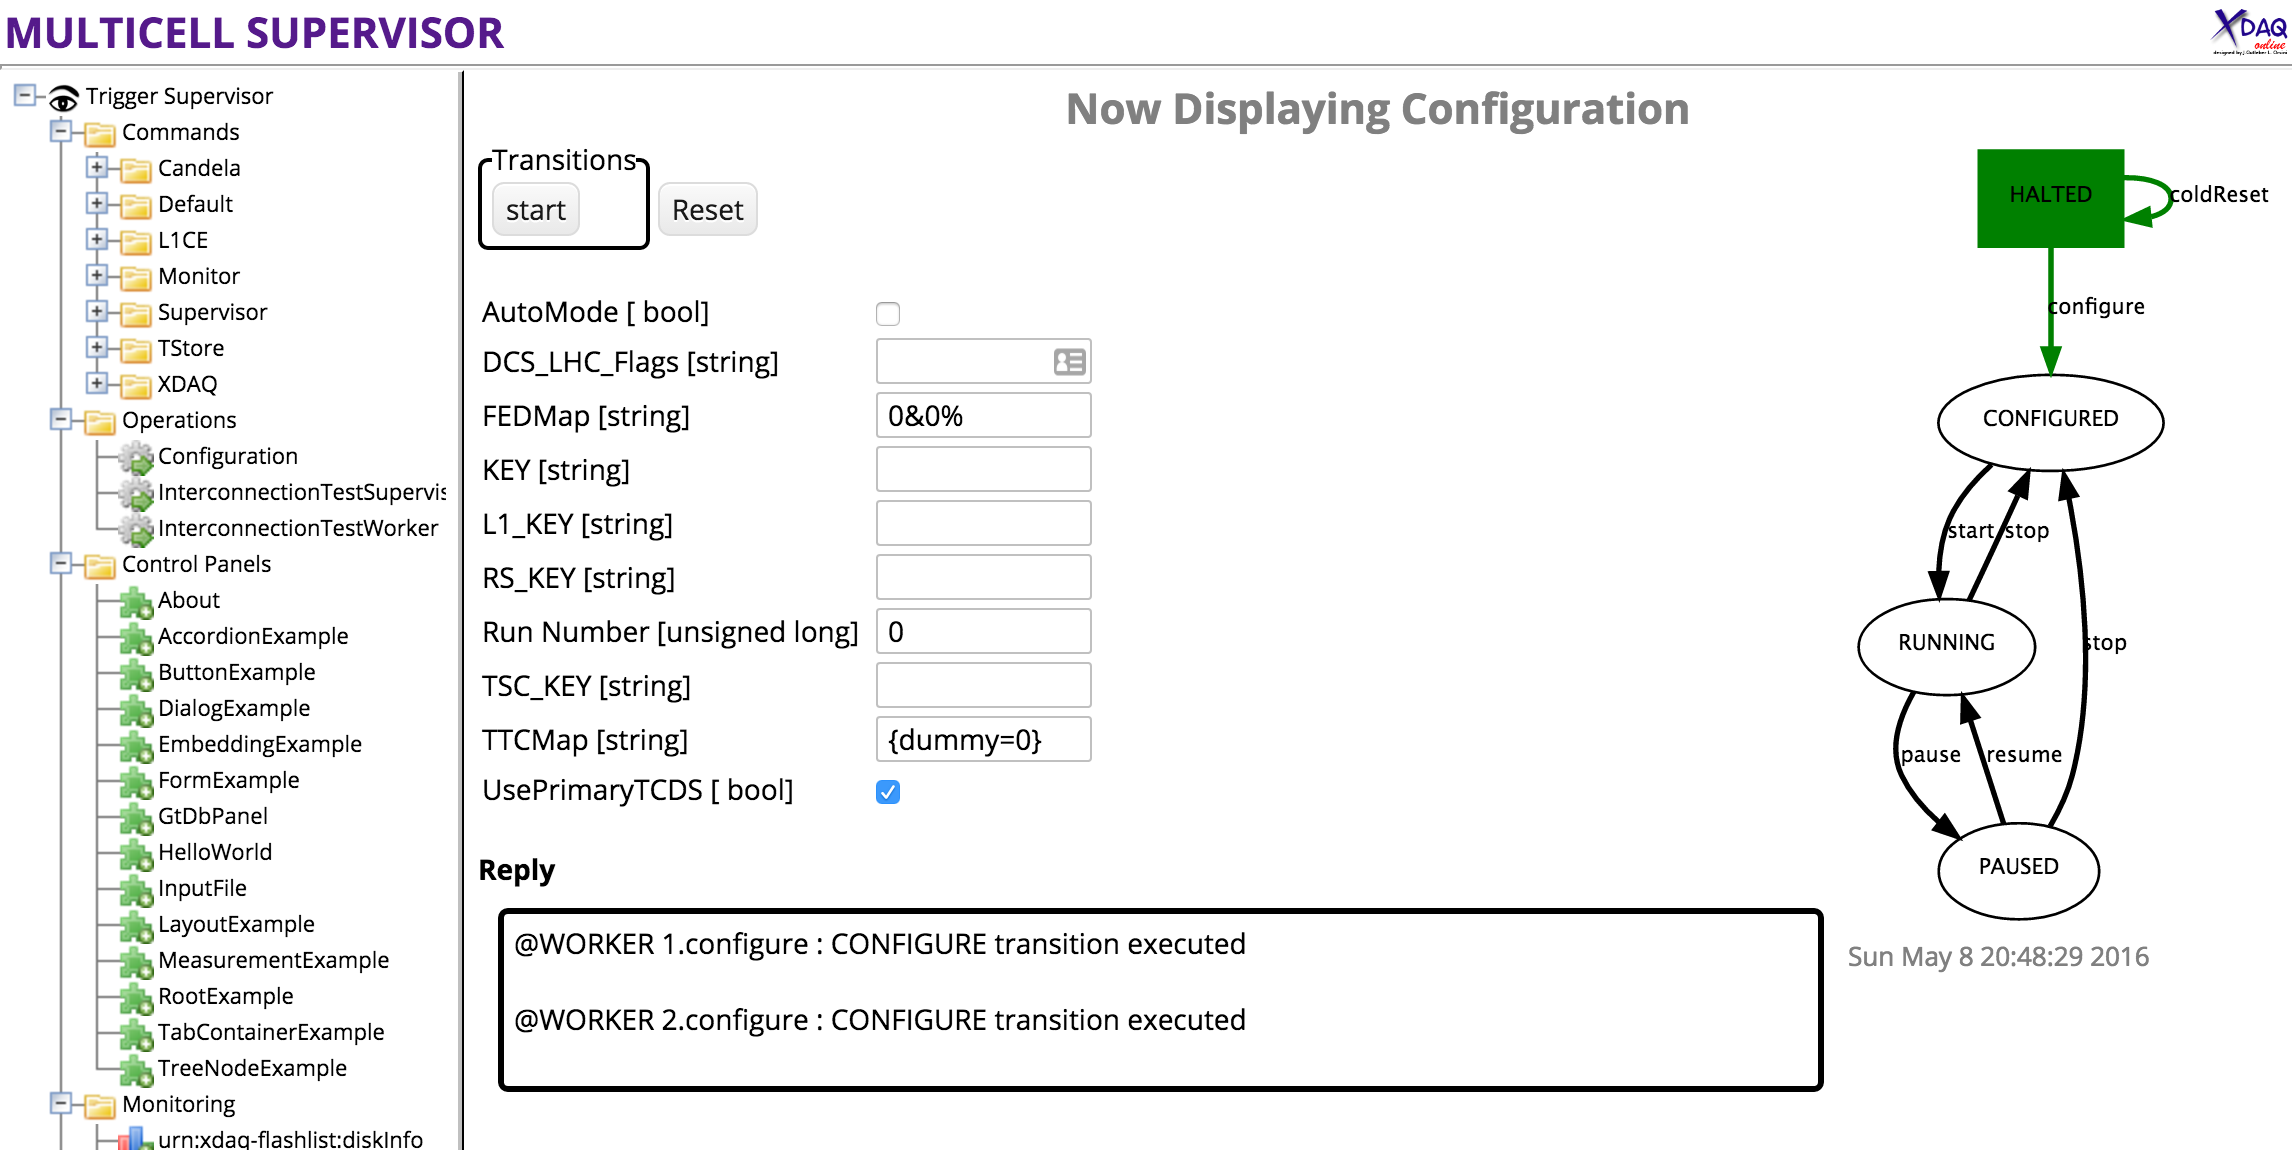 MULTICELL SUPERVISOR
XDAQ
online
Trigger Supervisor
Commands
Candela
Default
L1CE
Monitor
Supervisor
TStore
XDAQ
Operations
Configuration
InterconnectionTestSupervis
InterconnectionTestWorker
Control Panels
About
AccordionExample
ButtonExample
DialogExample
EmbeddingExample
FormExample
GtDbPanel
HelloWorld
InputFile
LayoutExample
MeasurementExample
RootExample
TabContainerExample
TreeNodeExample
Monitoring
urn:xdaq-flashlist:diskInfo
Now Displaying Configuration
Transitions
start
Reset
AutoMode [ bool]
DCS_LHC_Flags [string]
FEDMap [string] 0&0%
KEY [string]
L1_KEY [string]
RS_KEY [string]
Run Number [unsigned long] 0
TSC_KEY [string]
TTCMap [string] {dummy=0}
UsePrimaryTCDS [ bool]
Reply
@WORKER 1.configure : CONFIGURE transition executed
@WORKER 2.configure : CONFIGURE transition executed
HALTED
coldReset
configure
CONFIGURED
start stop
RUNNING
stop
pause resume
PAUSED
Sun May 8 20:48:29 2016